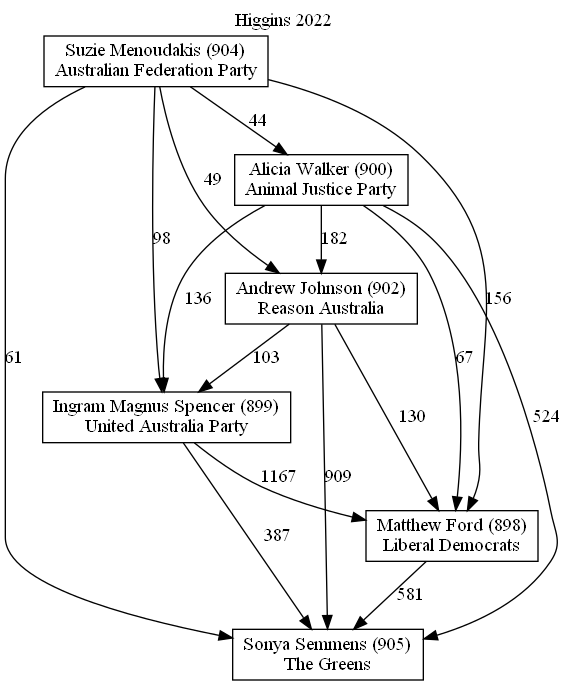 Higgins 2022
Suzie Menoudakis (904)
Australian Federation Party
44
Alicia Walker (900)
Animal Justice Party
49
98
182
136
156
Andrew Johnson (902)
Reason Australia
61
103
67
Ingram Magnus Spencer (899)
United Australia Party
130
524
1167
909
387
Matthew Ford (898)
Liberal Democrats
581
Sonya Semmens (905)
The Greens